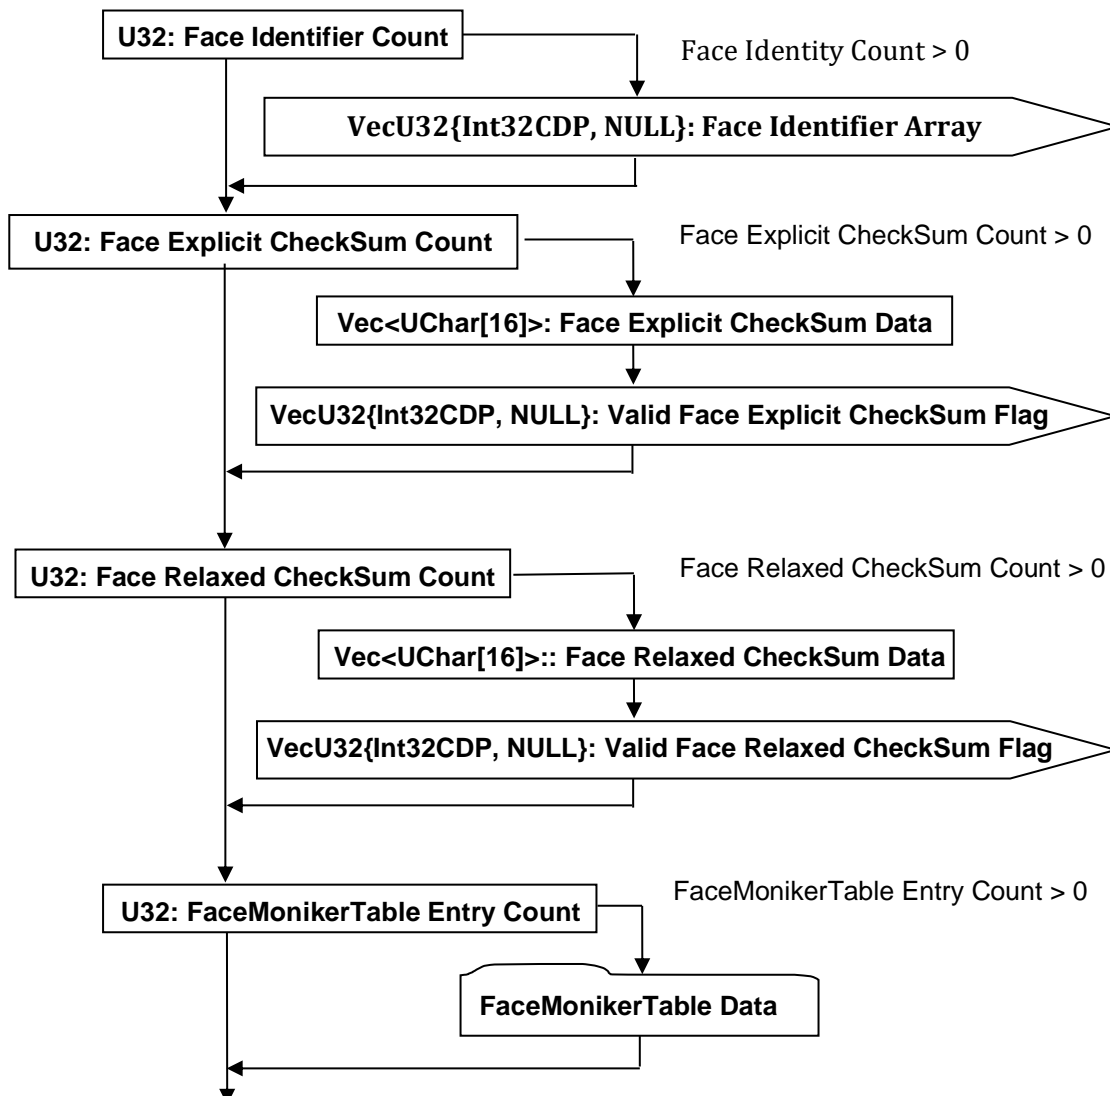 U32: Face Identifier Count
Face Identity Count > 0
VecU32{Int32CDP, NULL}: Face Identifier Array
U32: Face Explicit CheckSum Count
Face Explicit CheckSum Count > 0
Vec<UChar[16]>: Face Explicit CheckSum Data
VecU32{Int32CDP, NULL}: Valid Face Explicit CheckSum Flag
U32: Face Relaxed CheckSum Count
Face Relaxed CheckSum Count > 0
Vec<UChar[16]>:: Face Relaxed CheckSum Data
VecU32{Int32CDP, NULL}: Valid Face Relaxed CheckSum Flag
U32: FaceMonikerTable Entry Count
FaceMonikerTable Entry Count > 0
FaceMonikerTable Data